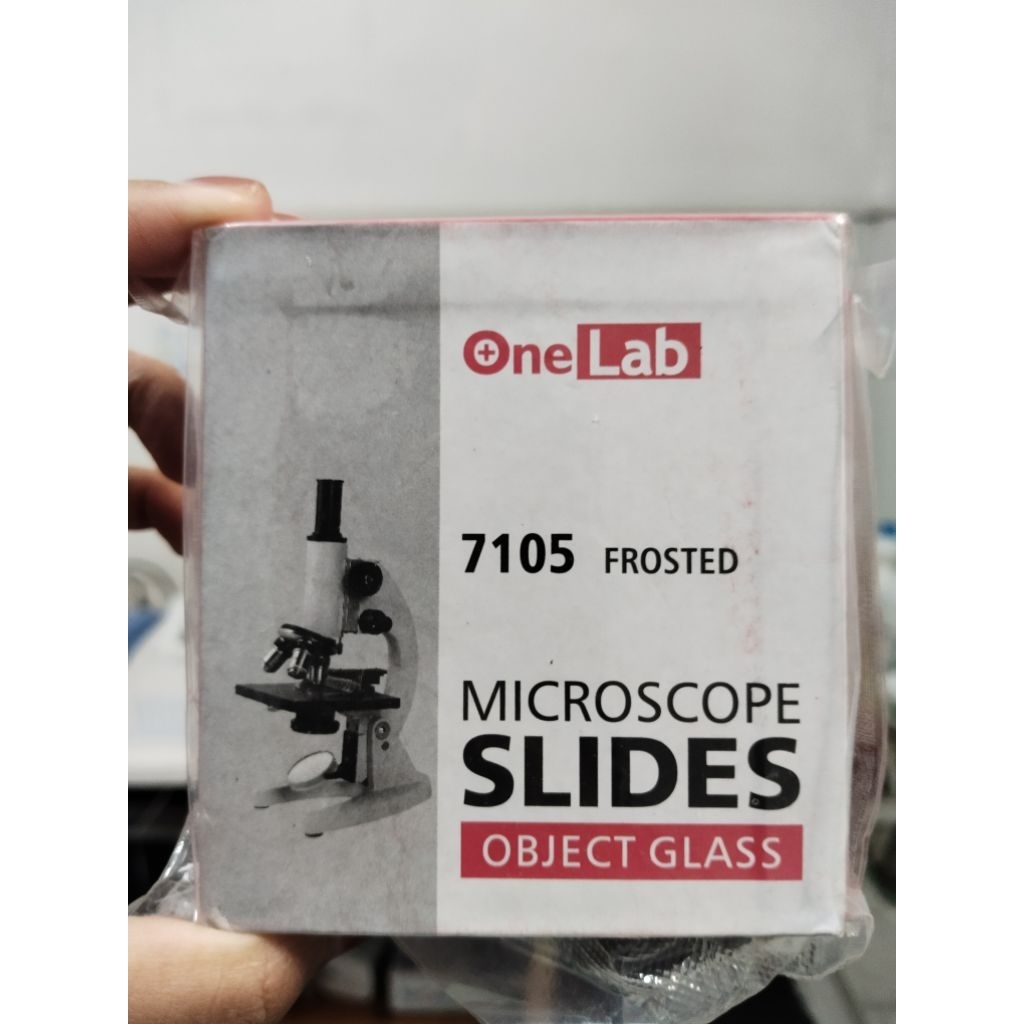 OneLab
7105 FROSTED
MICROSCOPE
SLIDES
OBJECT GLASS